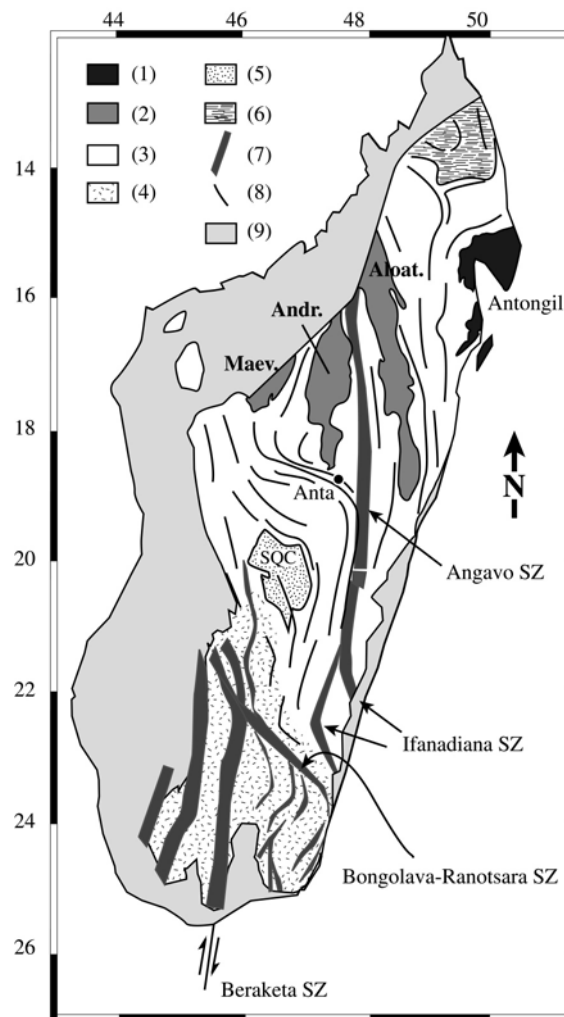 44 46 48 50
(1) (5)
(2) (6)
(3) (7)
(4) (8)
(9)
14
16
18
20
22
24
26
Aloat.
Antongil
Andr.
Maev.
Anta
N
SQC
Angavo SZ
Ifanadiana SZ
Bongolava-Ranotsara SZ
Beraketa SZ